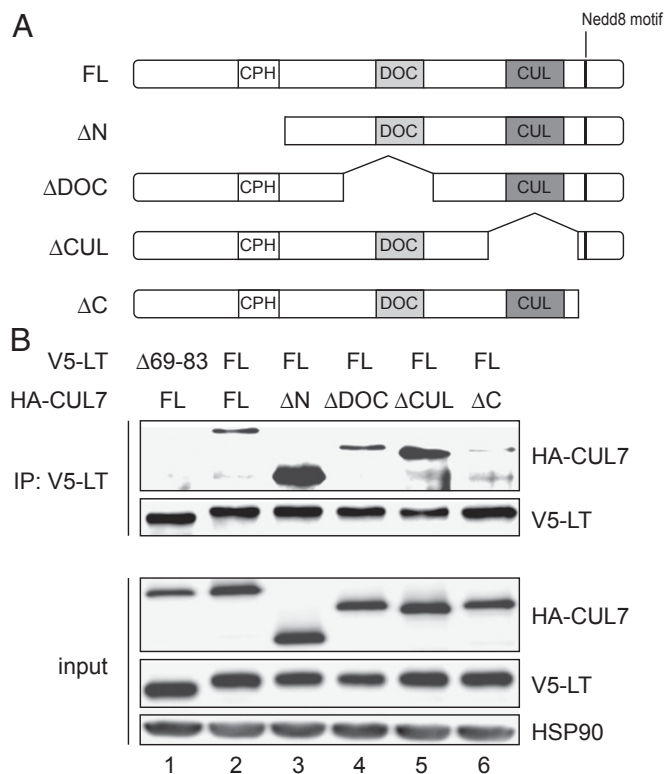 A
Nedd8 motif
FL CPH DOC CUL
ΔN DOC CUL
ΔDOC CPH CUL
ΔCUL CPH DOC
ΔC CPH DOC CUL
B
V5-LT Δ69-83 FL FL FL FL FL
HA-CUL7 FL FL ΔN ΔDOC ΔCUL ΔC
IP: V5-LT
HA-CUL7
V5-LT
input
HA-CUL7
V5-LT
HSP90
1 2 3 4 5 6